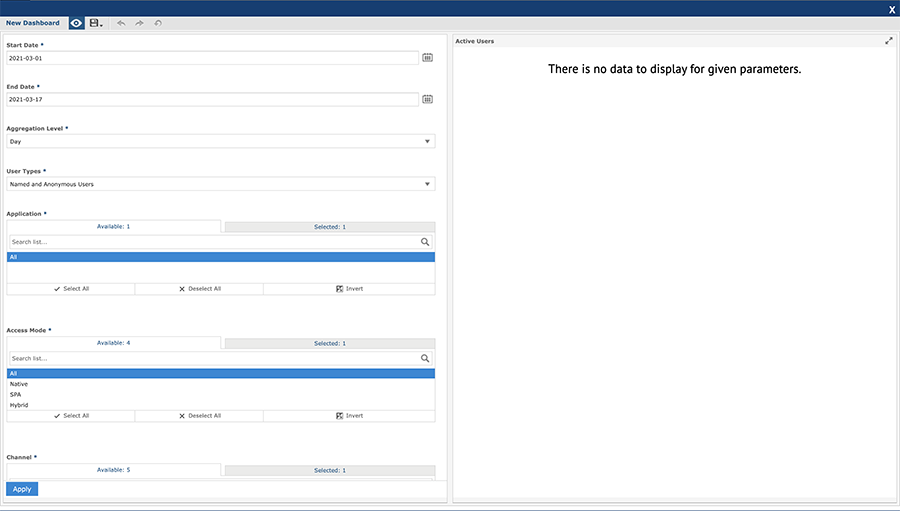 X
New Dashboard
Start Date *
2021-03-01
End Date *
2021-03-17
Aggregation Level *
Day
User Types *
Named and Anonymous Users
Application *
Available: 1
Selected: 1
Search list...
All
Select All
Deselect All
Invert
Access Mode *
Available: 4
Selected: 1
Search list...
All
Native
SPA
Hybrid
Select All
Deselect All
Invert
Channel *
Available: 5
Selected: 1
Apply
Active Users
There is no data to display for given parameters.